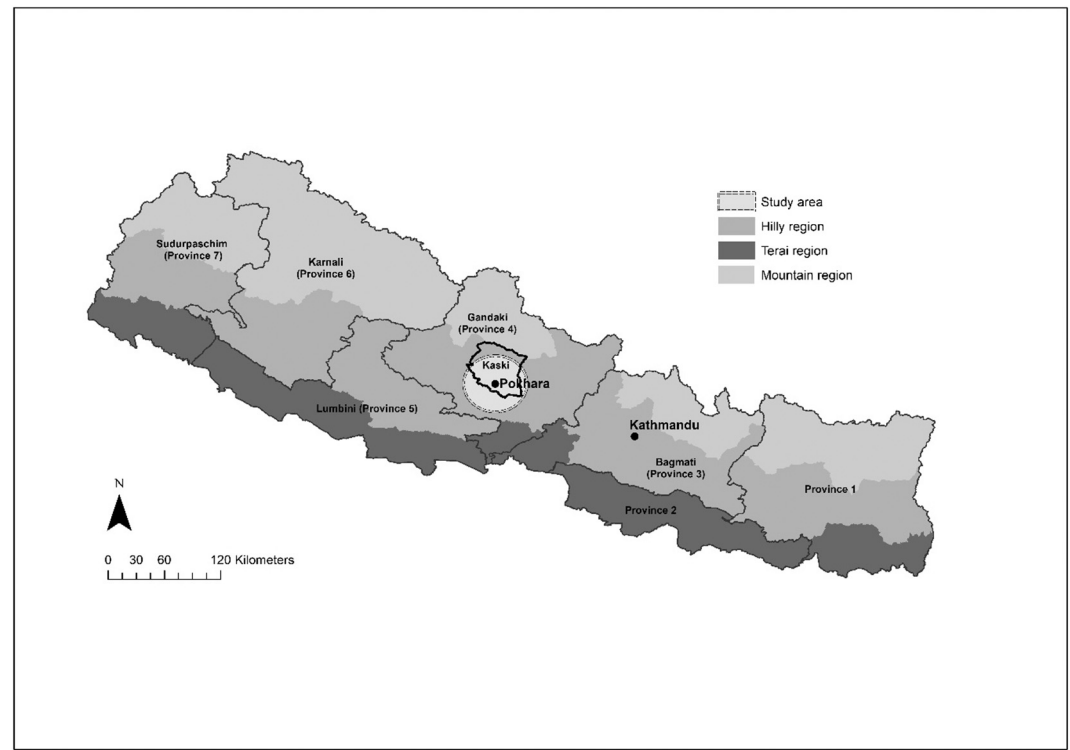 Study area
Hilly region
Terai region
Mountain region
Sudurpaschim
(Province 7)
Karnali
(Province 6)
Gandaki
(Province 4)
Kaski
Pokhara
Lumbini (Province 5)
Kathmandu
Bagmati
(Province 3)
Province 1
Province 2
N
0 30 60 120 Kilometers